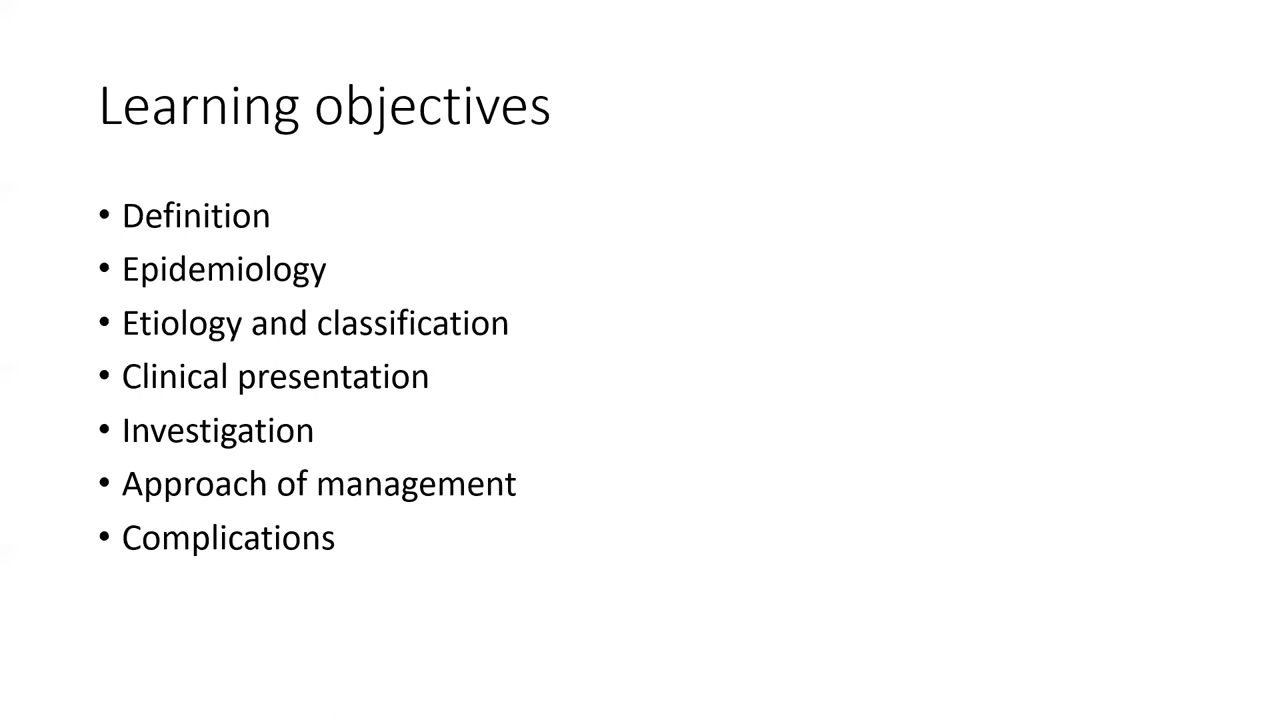 Learning objectives
• Definition
• Epidemiology
• Etiology and classification
• Clinical presentation
• Investigation
• Approach of management
• Complications